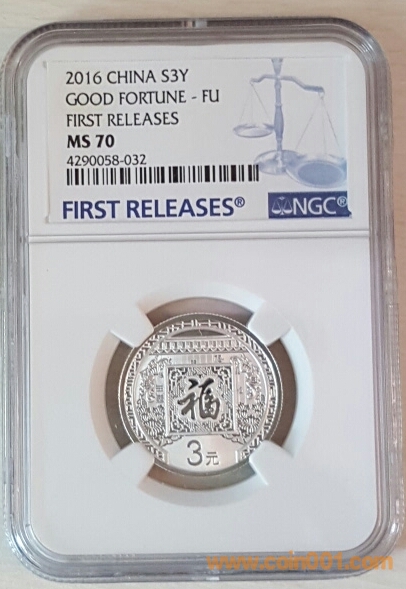 2016 CHINA S3Y
GOOD FORTUNE - FU
FIRST RELEASES
MS 70
4290058-032
FIRST RELEASES®
NGC®
福
3元
www.coin001.com